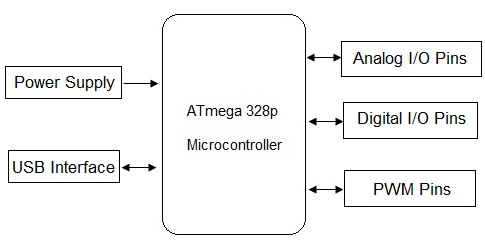 Power Supply
USB Interface
ATmega 328p
Microcontroller
Analog I/O Pins
Digital I/O Pins
PWM Pins